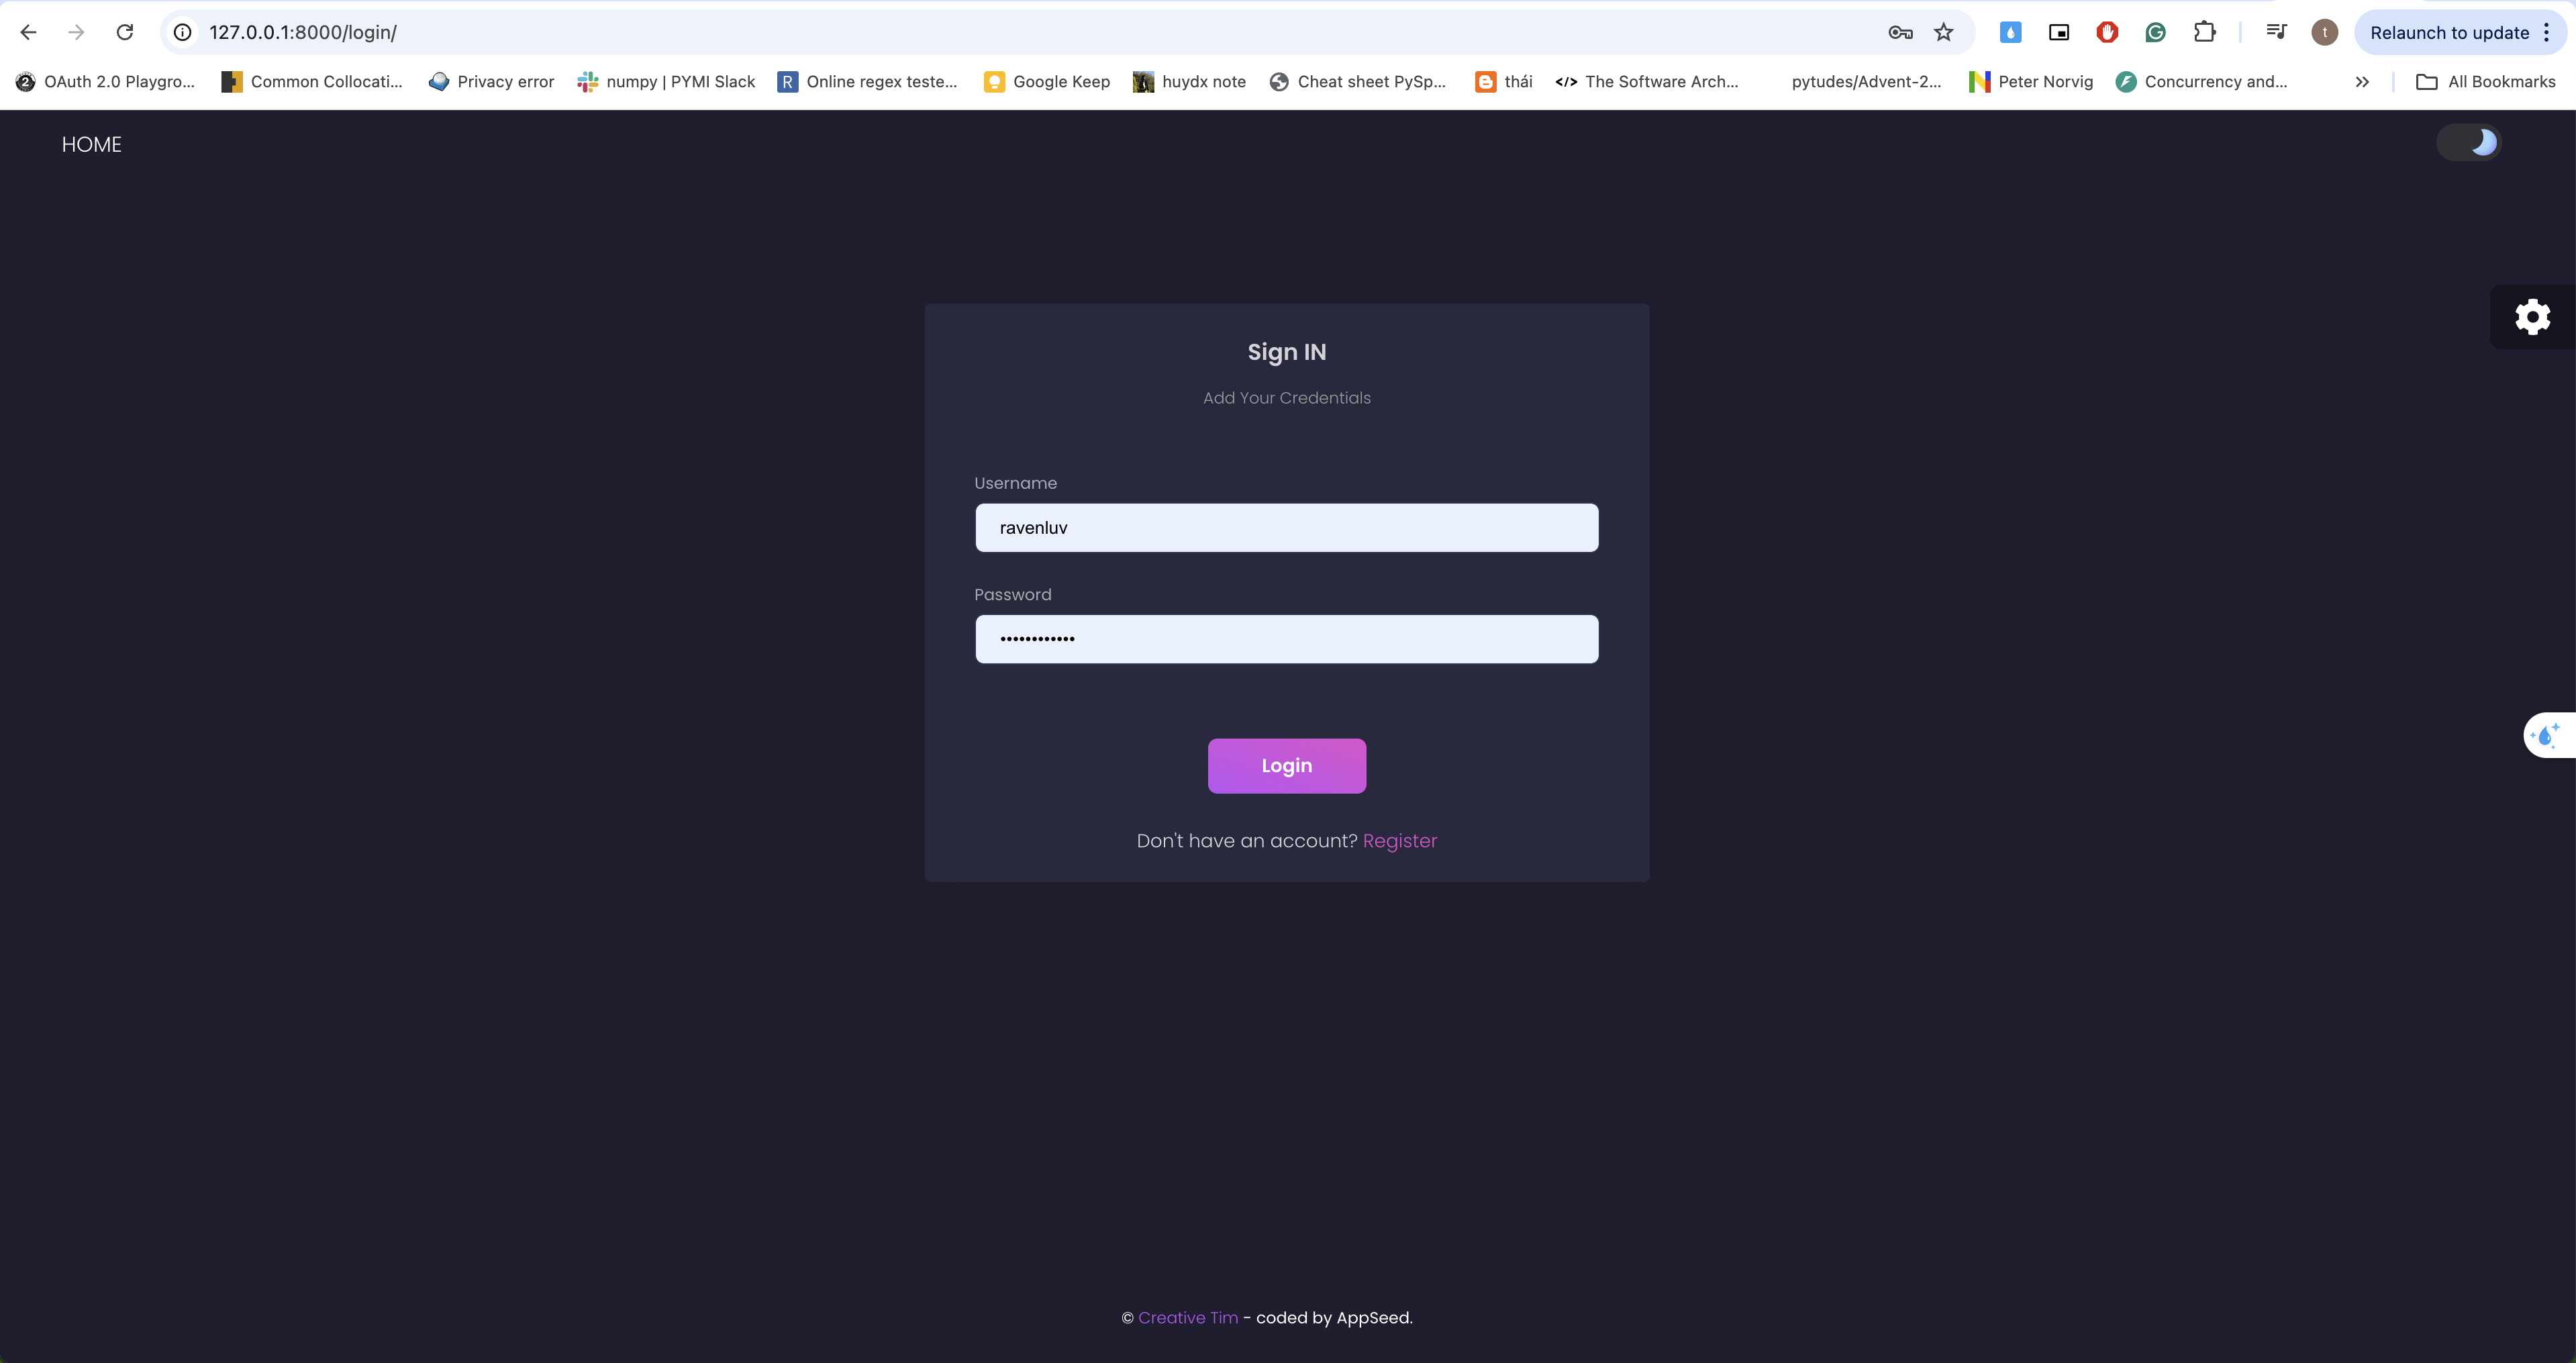 127.0.0.1:8000/login/
Relaunch to update
OAuth 2.0 Playgro... Common Collocati... Privacy error numpy | PYMI Slack R Online regex teste... Google Keep huydx note Cheat sheet PySp... thái </> The Software Arch... pytudes/Advent-2... Peter Norvig Concurrency and... » All Bookmarks
HOME
Sign IN
Add Your Credentials
Username
ravenluv
Password
••••••••••••
Login
Don't have an account? Register
© Creative Tim - coded by AppSeed.